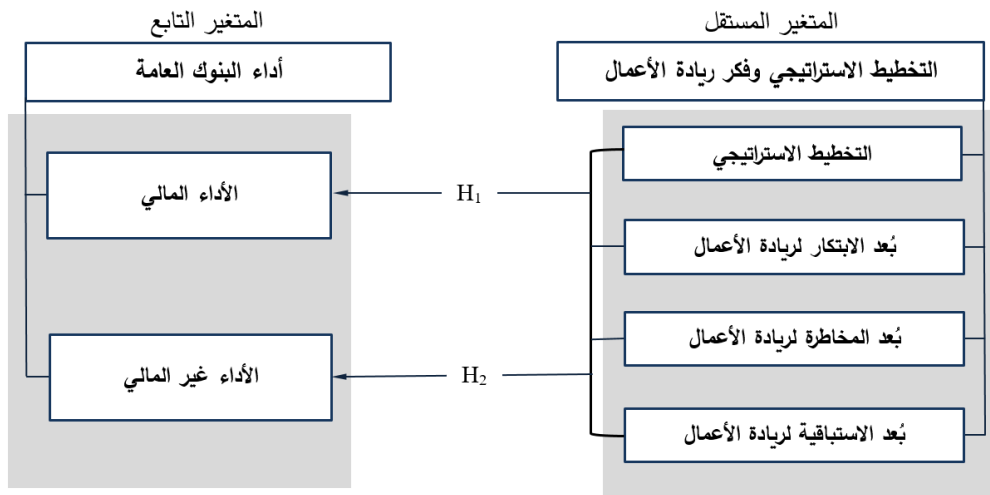 المتغير المستقل
التخطيط الاستراتيجي وفكر ريادة الأعمال
التخطيط الاستراتيجي
بُعد الابتكار لريادة الأعمال
بُعد المخاطرة لريادة الأعمال
بُعد الاستباقية لريادة الأعمال
H₁
H₂
المتغير التابع
أداء البنوك العامة
الأداء المالي
الأداء غير المالي